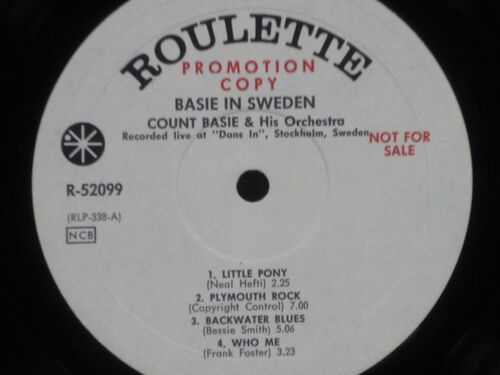 ROULETTE
PROMOTION
COPY
BASIE IN SWEDEN
COUNT BASIE & His Orchestra
Recorded live at "Dans In", Stockholm, Sweden
NOT FOR
SALE
R-52099
(RLP-338-A)
NCB
1. LITTLE PONY
(Neal Hefti) 2.25
2. PLYMOUTH ROCK
(Copyright Control) 7.00
3. BACKWATER BLUES
(Bessie Smith) 5.06
4. WHO ME
(Frank Foster) 3.23